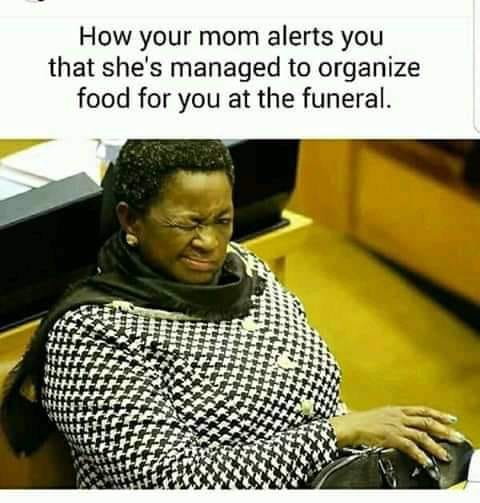 How your mom alerts you
that she's managed to organize
food for you at the funeral.